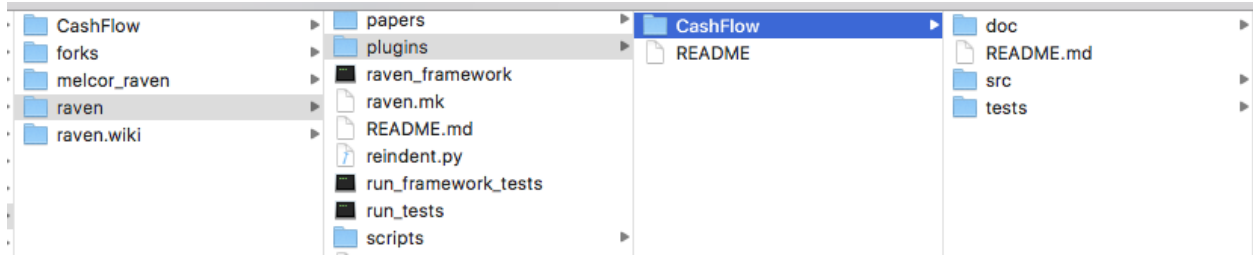 CashFlow
forks
melcor_raven
raven
raven.wiki
papers
plugins
raven_framework
raven.mk
README.md
reindent.py
run_framework_tests
run_tests
scripts
CashFlow
README
doc
README.md
src
tests